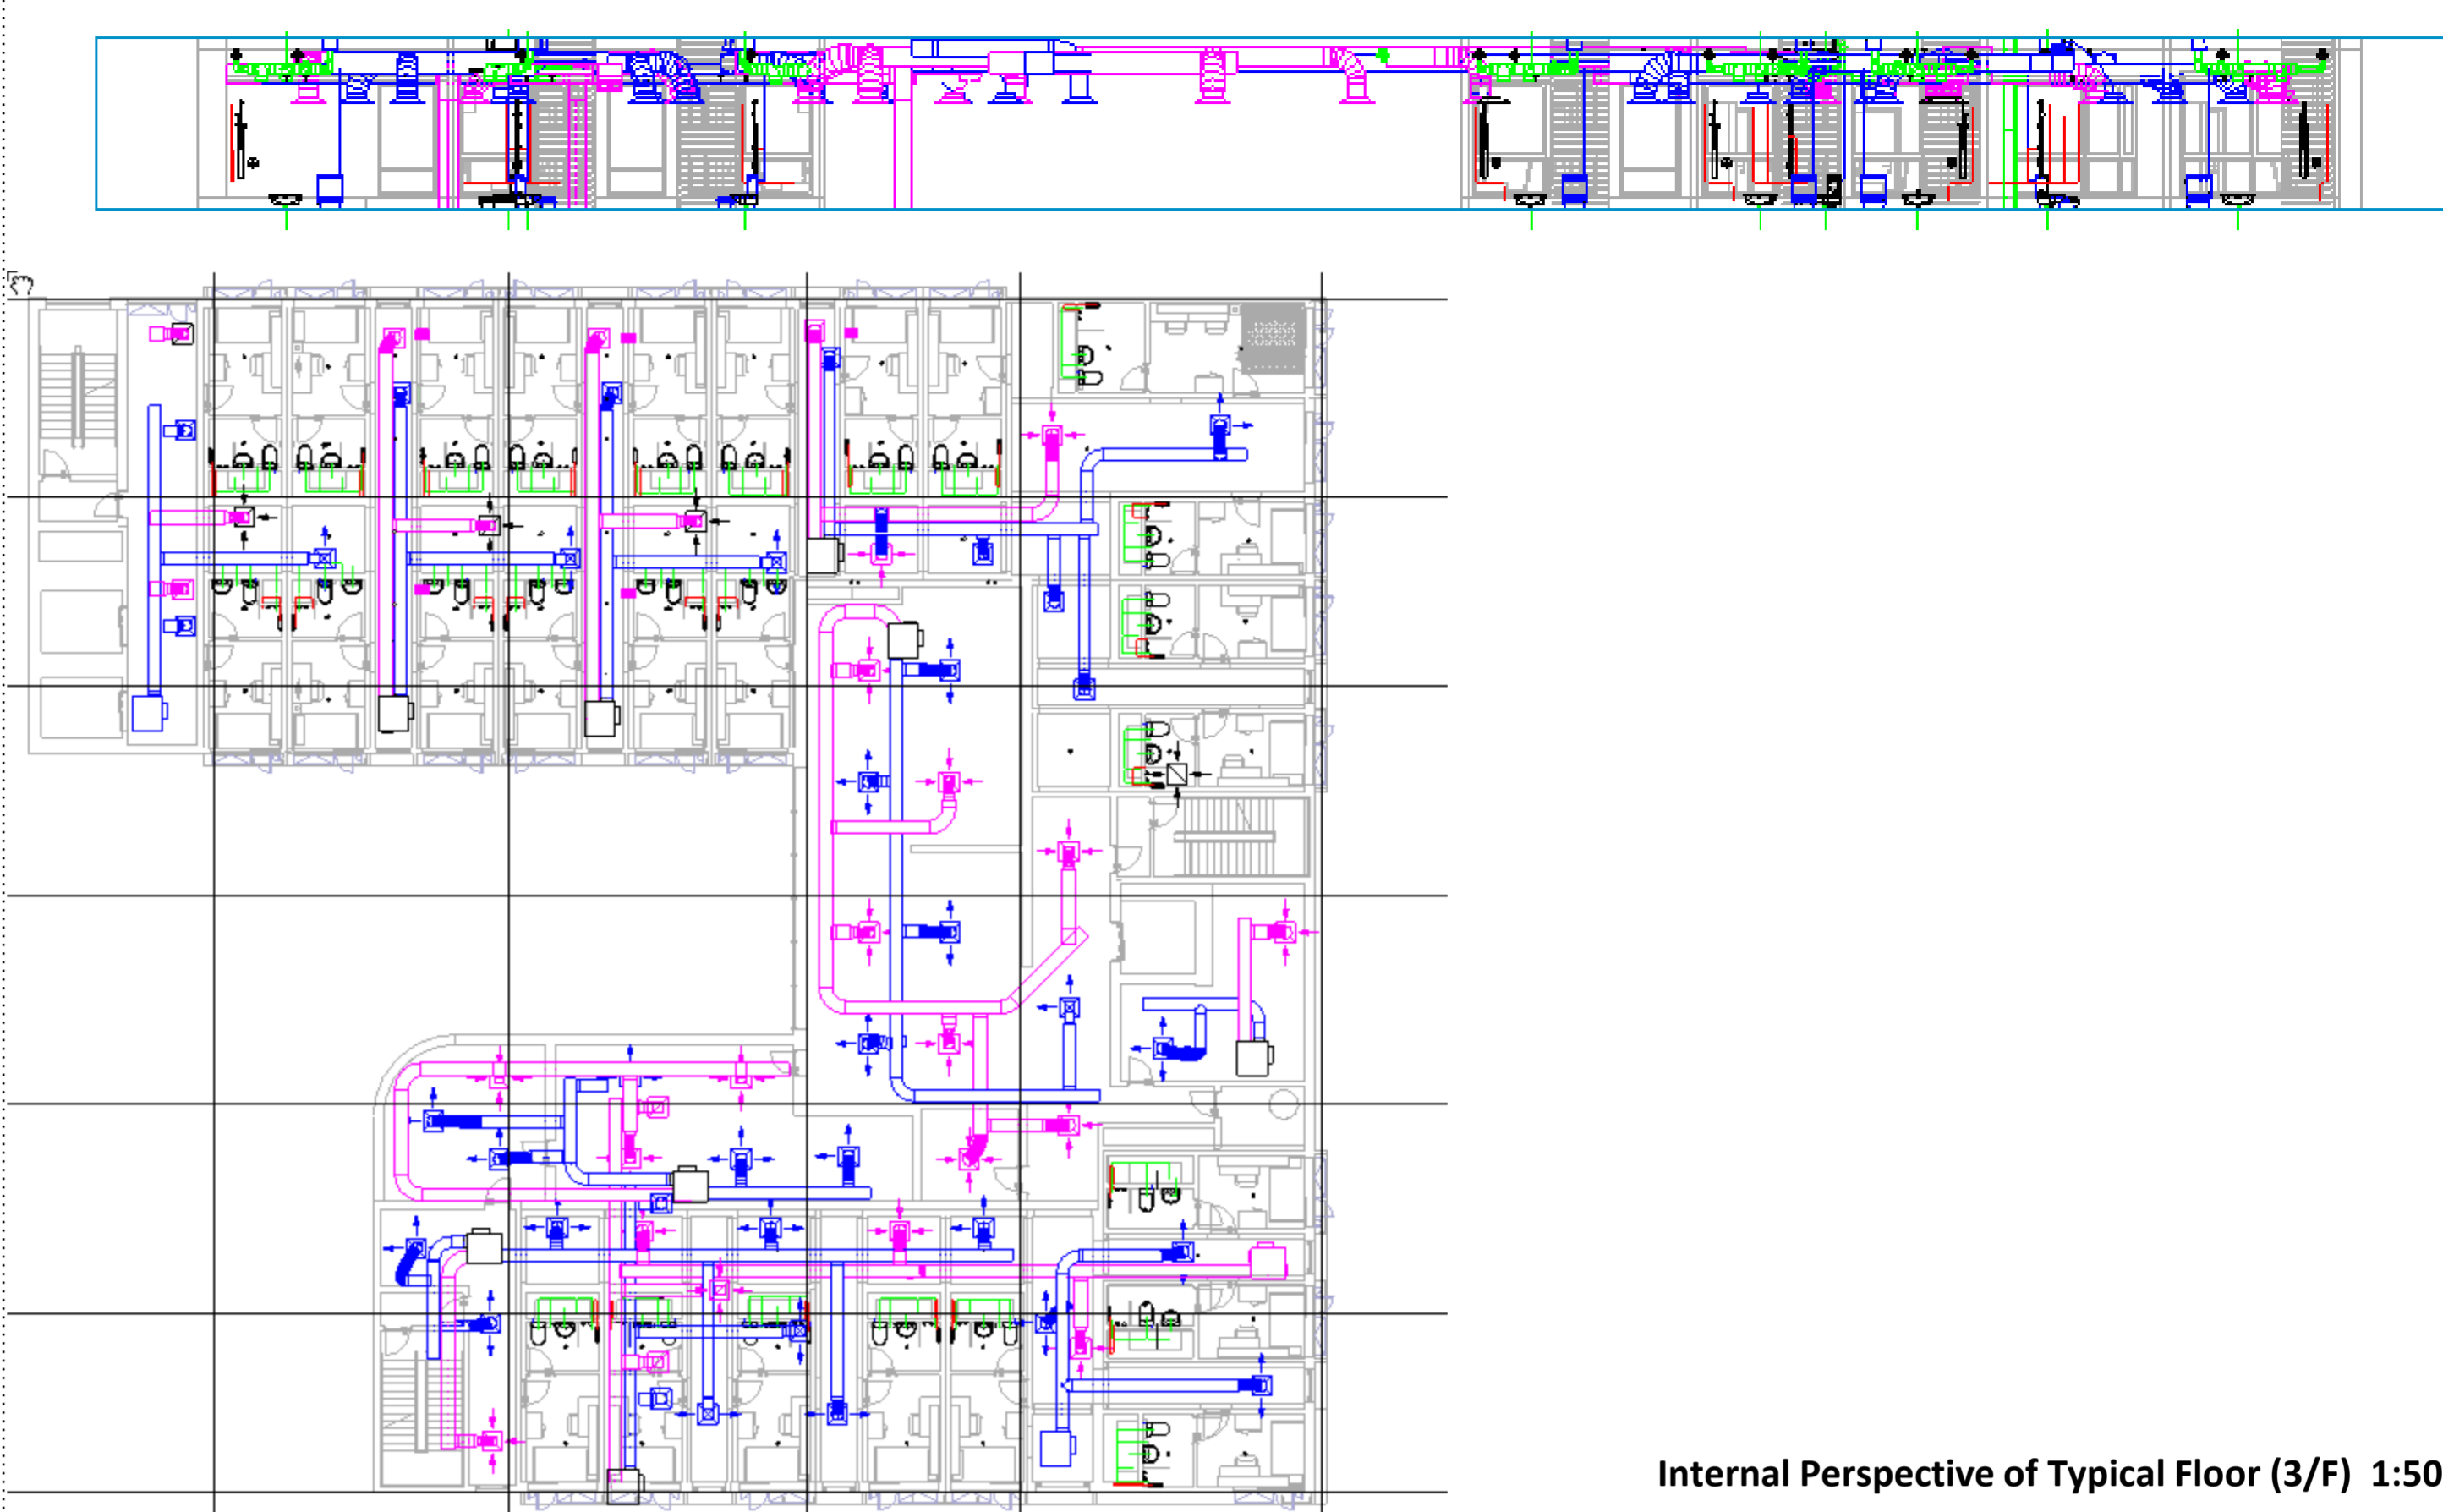 Internal Perspective of Typical Floor (3/F) 1:50